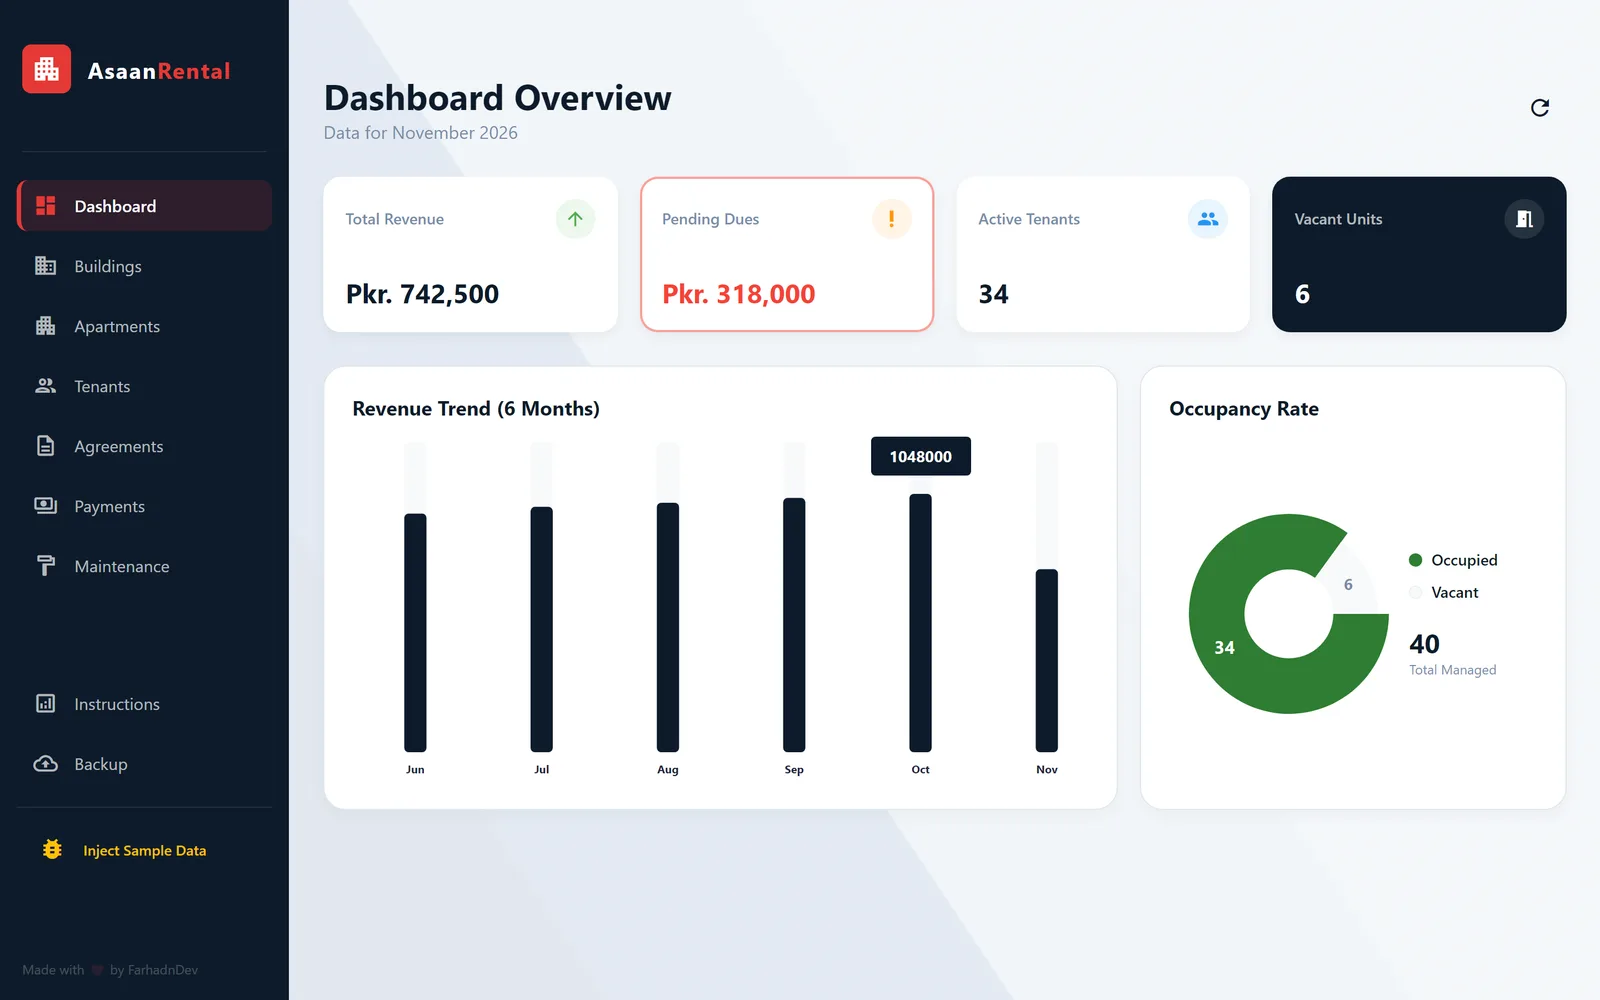 AsaanRental
Dashboard
Buildings
Apartments
Tenants
Agreements
Payments
Maintenance
Instructions
Backup
Inject Sample Data
Made with by FarhadnDev
Dashboard Overview
Data for November 2026
Total Revenue
Pkr. 742,500
Pending Dues
Pkr. 318,000
Active Tenants
34
Vacant Units
6
Revenue Trend (6 Months)
1048000
Jun Jul Aug Sep Oct Nov
Occupancy Rate
6
34
Occupied
Vacant
40
Total Managed